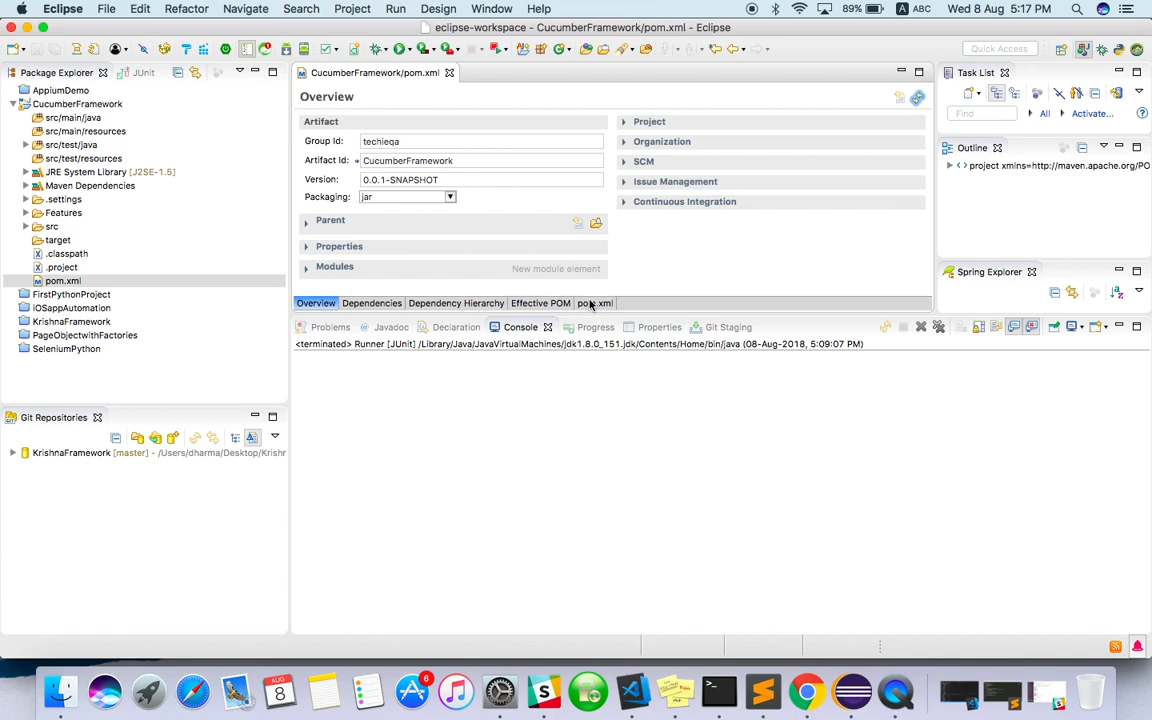 Eclipse File Edit Refactor Navigate Search Project Run Design Window Help 89% ABC Wed 8 Aug 5:17 PM
eclipse-workspace - CucumberFramework/pom.xml - Eclipse
Quick Access
Package Explorer JUnit
AppiumDemo
CucumberFramework
src/main/java
src/main/resources
src/test/java
src/test/resources
JRE System Library [J2SE-1.5]
Maven Dependencies
.settings
Features
src
target
.classpath
.project
pom.xml
FirstPythonProject
iOSappAutomation
KrishnaFramework
PageObjectwithFactories
SeleniumPython
Git Repositories
KrishnaFramework [master] - /Users/dharma/Desktop/Krishr
CucumberFramework/pom.xml
Overview
Artifact
Group Id: techieqa
Artifact Id: CucumberFramework
Version: 0.0.1-SNAPSHOT
Packaging: jar
Parent
Properties
Modules New module element
Project
Organization
SCM
Issue Management
Continuous Integration
Overview Dependencies Dependency Hierarchy Effective POM pom.xml
Problems Javadoc Declaration Console Progress Properties Git Staging
<terminated> Runner [JUnit] /Library/Java/JavaVirtualMachines/jdk1.8.0_151.jdk/Contents/Home/bin/java (08-Aug-2018, 5:09:07 PM)
Task List
Find All Activate...
Outline
project xmlns=http://maven.apache.org/PO
Spring Explorer
AUG
8
6